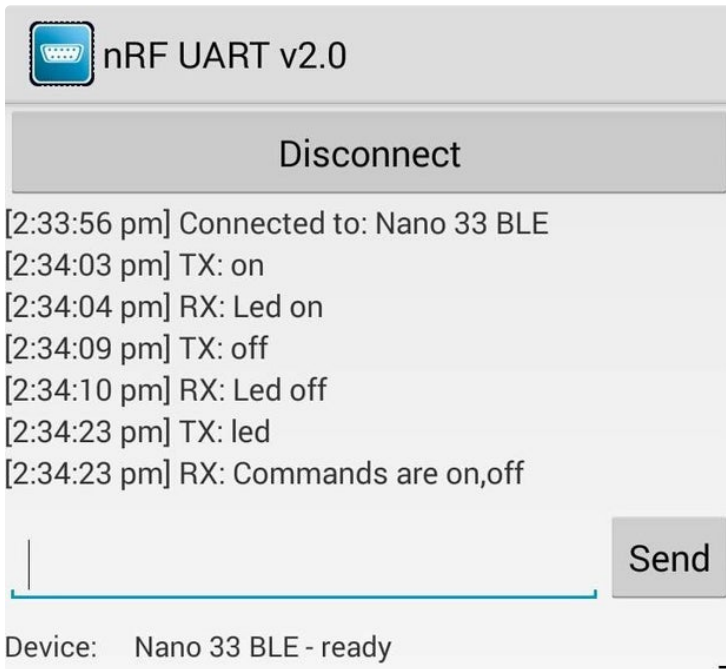 nRF UART v2.0
Disconnect
[2:33:56 pm] Connected to: Nano 33 BLE
[2:34:03 pm] TX: on
[2:34:04 pm] RX: Led on
[2:34:09 pm] TX: off
[2:34:10 pm] RX: Led off
[2:34:23 pm] TX: led
[2:34:23 pm] RX: Commands are on,off
Send
Device: Nano 33 BLE - ready